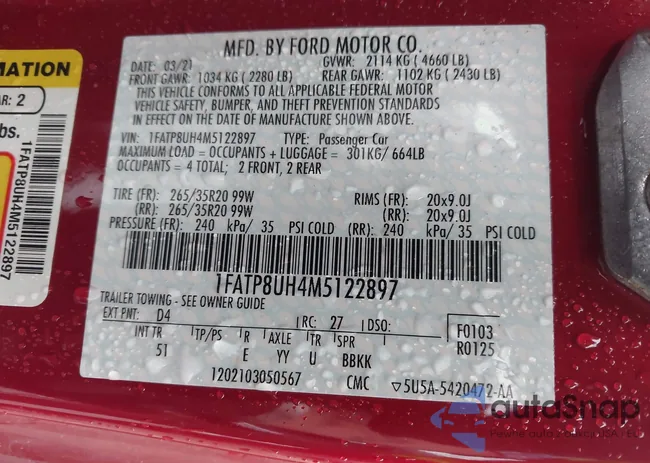 MATION
AR: 2
bs.
1FATP8UH4M5122897
MFD. BY FORD MOTOR CO.
DATE: 03/21 GVWR: 2114 KG ( 4660 LB)
FRONT GAWR: 1034 KG ( 2280 LB) REAR GAWR: 1102 KG ( 2430 LB)
THIS VEHICLE CONFORMS TO ALL APPLICABLE FEDERAL MOTOR
VEHICLE SAFETY, BUMPER, AND THEFT PREVENTION STANDARDS
IN EFFECT ON THE DATE OF MANUFACTURE SHOWN ABOVE.
VIN: 1FATP8UH4M5122897 TYPE: Passenger Car
MAXIMUM LOAD = OCCUPANTS + LUGGAGE = 301KG/ 664LB
OCCUPANTS = 4 TOTAL; 2 FRONT, 2 REAR
TIRE (FR): 265/35R20 99W RIMS (FR): 20x9.0J
(RR): 265/35R20 99W (RR): 20x9.0J
PRESSURE (FR): 240 kPa/ 35 PSI COLD (RR): 240 kPa/ 35 PSI COLD
1FATP8UH4M5122897
TRAILER TOWING - SEE OWNER GUIDE
EXT PNT: D4 RC: 27 DSO: F0103
INT TR TP/PS R AXLE TR SPR R0125
5T E YY U BBKK
1202103050567 CMC ▽5U5A-5420472-AA
autoSnap